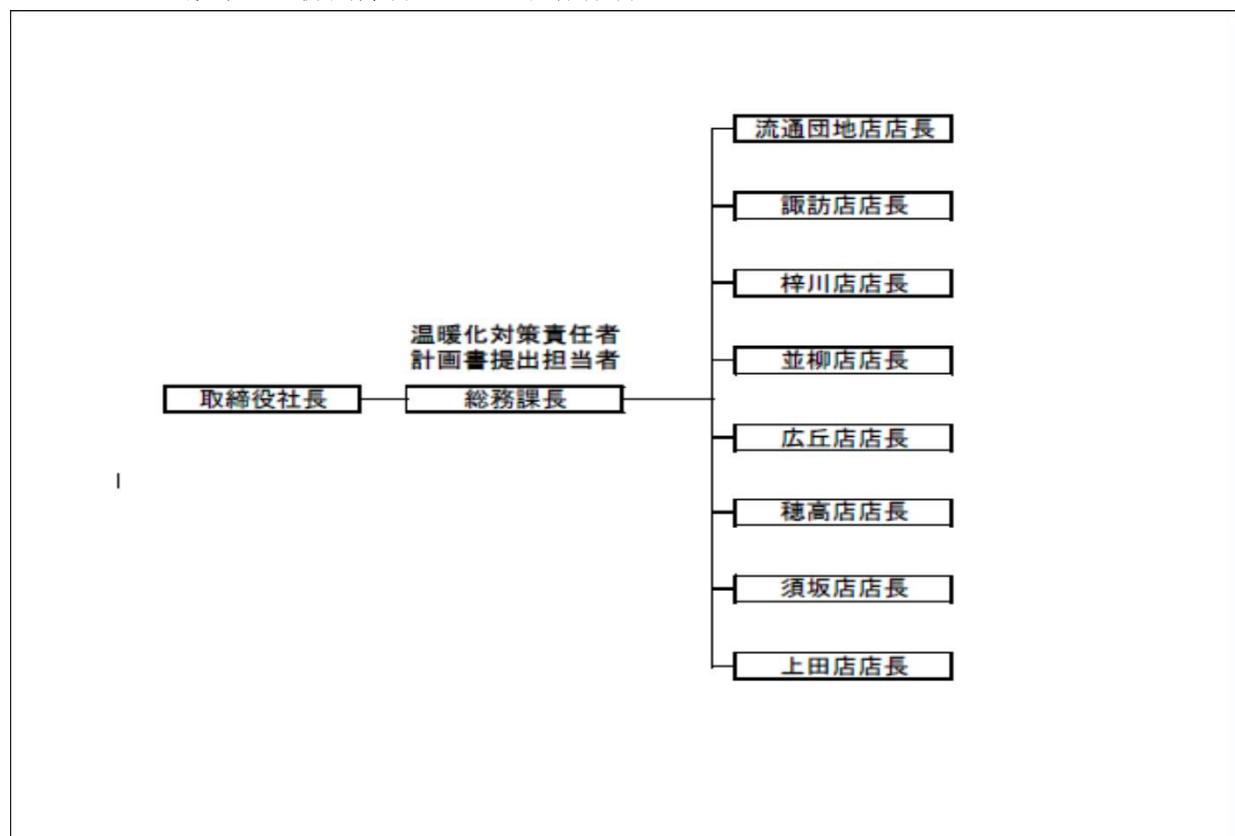 流通団地店店長
諏訪店店長
梓川店店長
温暖化対策責任者
計画書提出担当者
並柳店店長
取締役社長
総務課長
広丘店店長
穂高店店長
須坂店店長
上田店店長